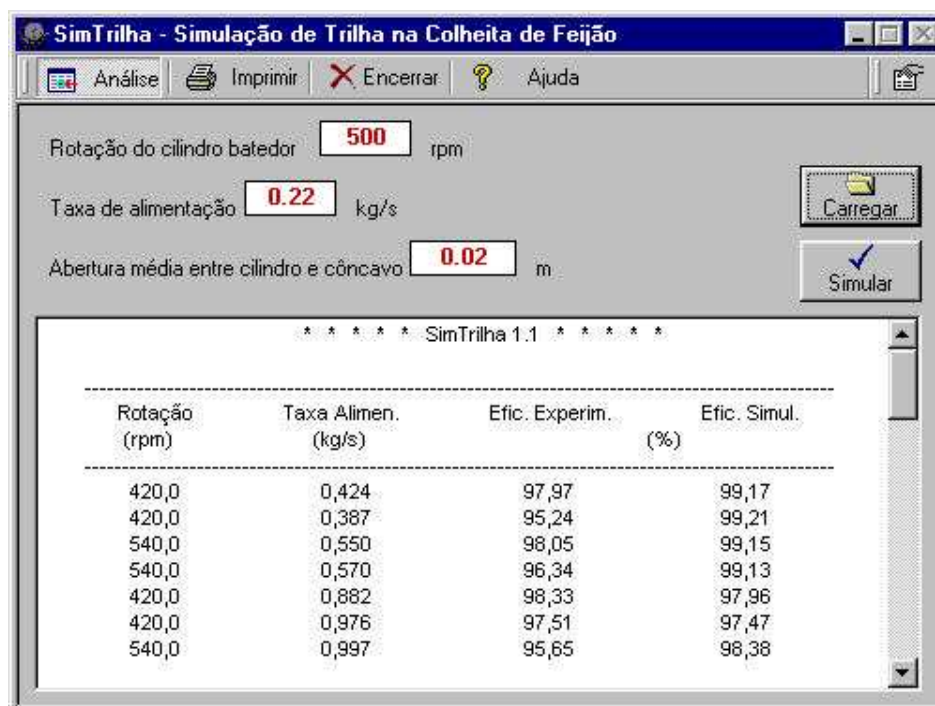 SimTrilha - Simulação de Trilha na Colheita de Feijão
Análise Imprimir Encerrar Ajuda
Rotação do cilindro batedor 500 rpm
Taxa de alimentação 0.22 kg/s
Carregar
Abertura média entre cilindro e côncavo 0.02 m
Simular
* * * * * SimTrilha 1.1 * * * * *
Rotação Taxa Alimen. Efic. Experim. Efic. Simul.
(rpm) (kg/s) (%)
420,0 0,424 97,97 99,17
420,0 0,387 95,24 99,21
540,0 0,550 98,05 99,15
540,0 0,570 96,34 99,13
420,0 0,882 98,33 97,96
420,0 0,976 97,51 97,47
540,0 0,997 95,65 98,38